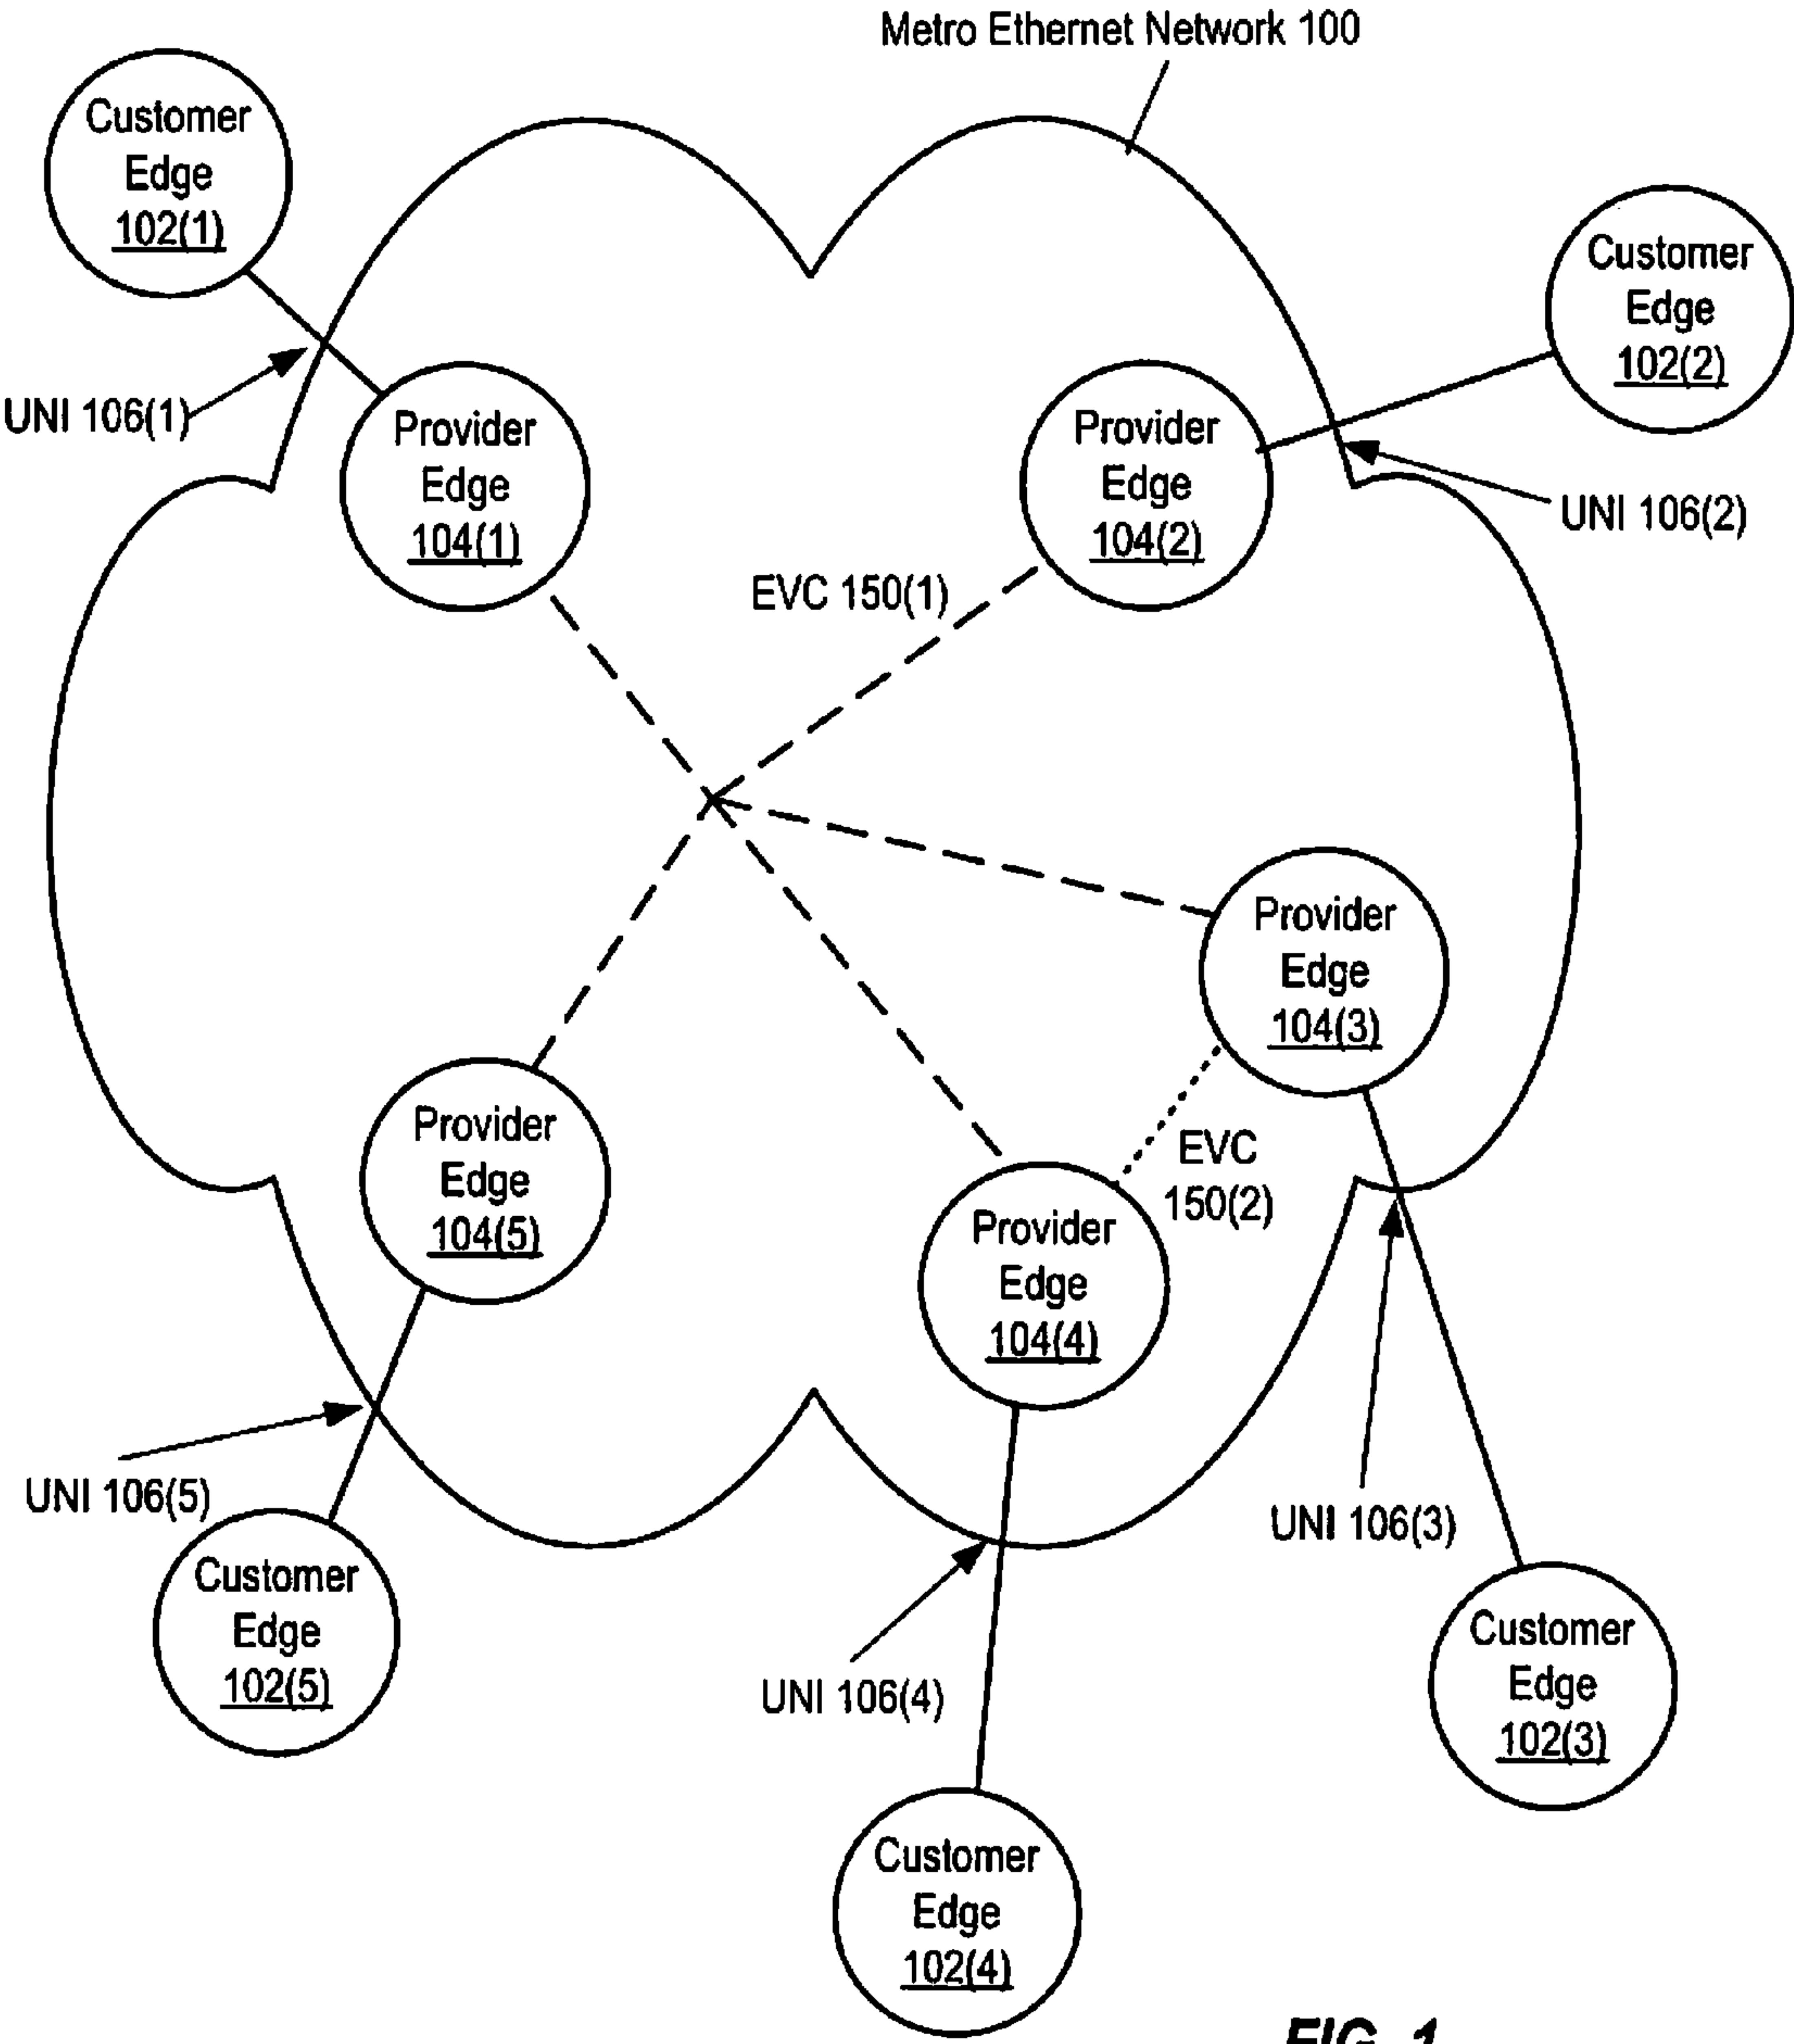 Metro Ethernet Network 100
Customer
Edge
102(1)
Customer
Edge
102(2)
UNI 106(1)
Provider
Edge
104(1)
Provider
Edge
104(2)
UNI 106(2)
EVC 150(1)
Provider
Edge
104(3)
Provider
Edge
104(5)
EVC
150(2)
Provider
Edge
104(4)
UNI 106(5)
UNI 106(3)
Customer
Edge
102(5)
UNI 106(4)
Customer
Edge
102(3)
Customer
Edge
102(4)
FIG. 1